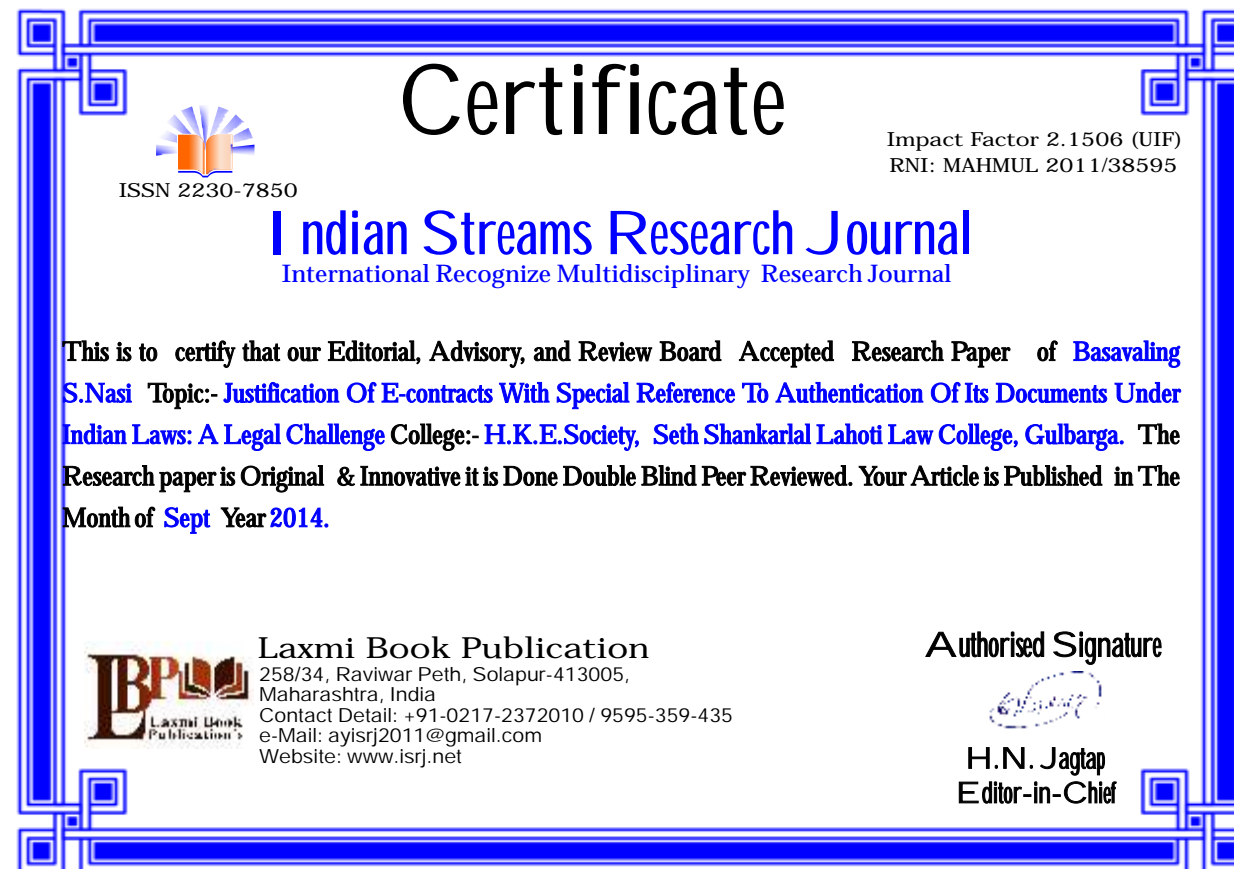 Certificate
Impact Factor 2.1506 (UIF)
RNI: MAHMUL 2011/38595
ISSN 2230-7850
Indian Streams Research Journal
International Recognize Multidisciplinary Research Journal
This is to certify that our Editorial, Advisory, and Review Board Accepted Research Paper of Basavaling
S.Nasi Topic:- Justification Of E-contracts With Special Reference To Authentication Of Its Documents Under
Indian Laws: A Legal Challenge College:- H.K.E.Society, Seth Shankarlal Lahoti Law College, Gulbarga. The
Research paper is Original & Innovative it is Done Double Blind Peer Reviewed. Your Article is Published in The
Month of Sept Year 2014.
LBP
Laxmi Book
Publication's
Laxmi Book Publication
258/34, Raviwar Peth, Solapur-413005,
Maharashtra, India
Contact Detail: +91-0217-2372010 / 9595-359-435
e-Mail: ayisrj2011@gmail.com
Website: www.isrj.net
Authorised Signature
H.N. Jagtap
Editor-in-Chief